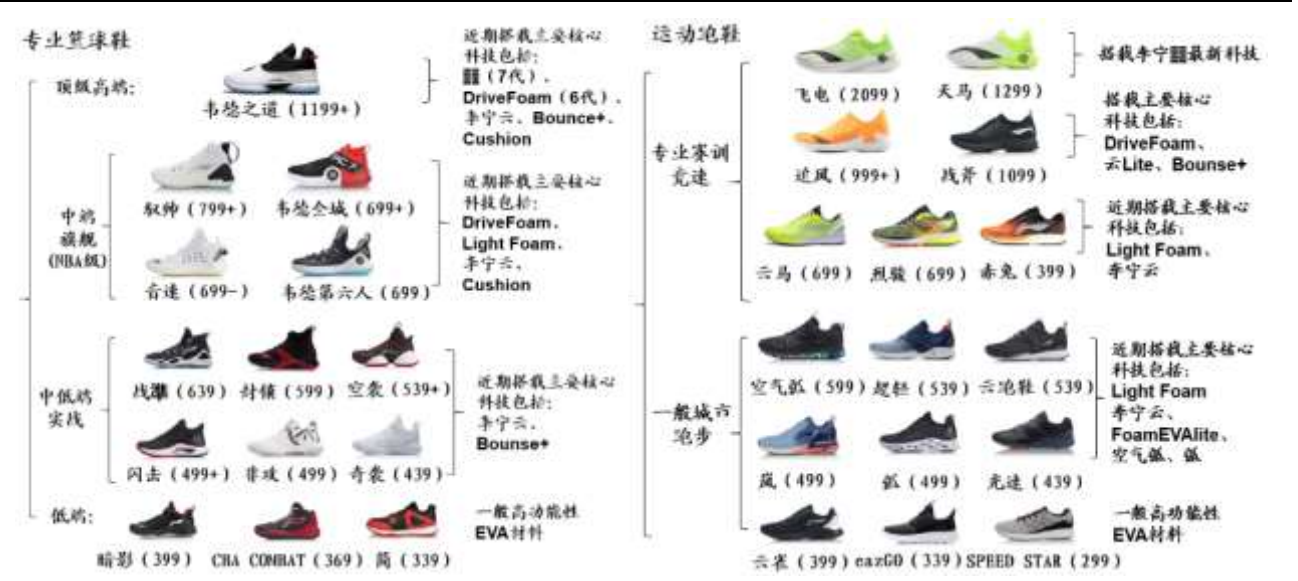 专业篮球鞋
顶级高端:
韦德之道（1199+）
近期搭载主要核心
科技包括:
䨻（7代）、
DriveFoam（6代）、
李宁云、Bounce+、
Cushion
中端
旗舰
(NBA级)
驭帅（799+） 韦德全城（699+）
音速（699-） 韦德第六人（699）
近期搭载主要核心
科技包括:
DriveFoam、
Light Foam、
李宁云、
Cushion
中低端
实战
战隼（639） 封锁（599） 空袭（539+）
闪击（499+） 非攻（499） 奇袭（439）
近期搭载主要核心
科技包括:
李宁云、
Bounse+
低端:
暗影（399） CBA COMBAT（369） 简（339）
一般高功能性
EVA材料
运动跑鞋
专业赛训
竞速
飞电（2099） 天马（1299）
搭载李宁䨻最新科技
近风（999+） 战斧（1099）
搭载主要核心
科技包括:
DriveFoam、
云Lite、Bounse+
云马（699） 烈骏（699） 赤兔（399）
近期搭载主要核心
科技包括:
Light Foam、
李宁云
一般城市
跑步
空气弧（599） 超轻（539） 云跑鞋（539）
岚（499） 弧（499） 光速（439）
近期搭载主要核心
科技包括:
Light Foam
李宁云、
FoamEVAlite、
空气弧、弧
云雀（399） eazGO（339） SPEED STAR（299）
一般高功能性
EVA材料